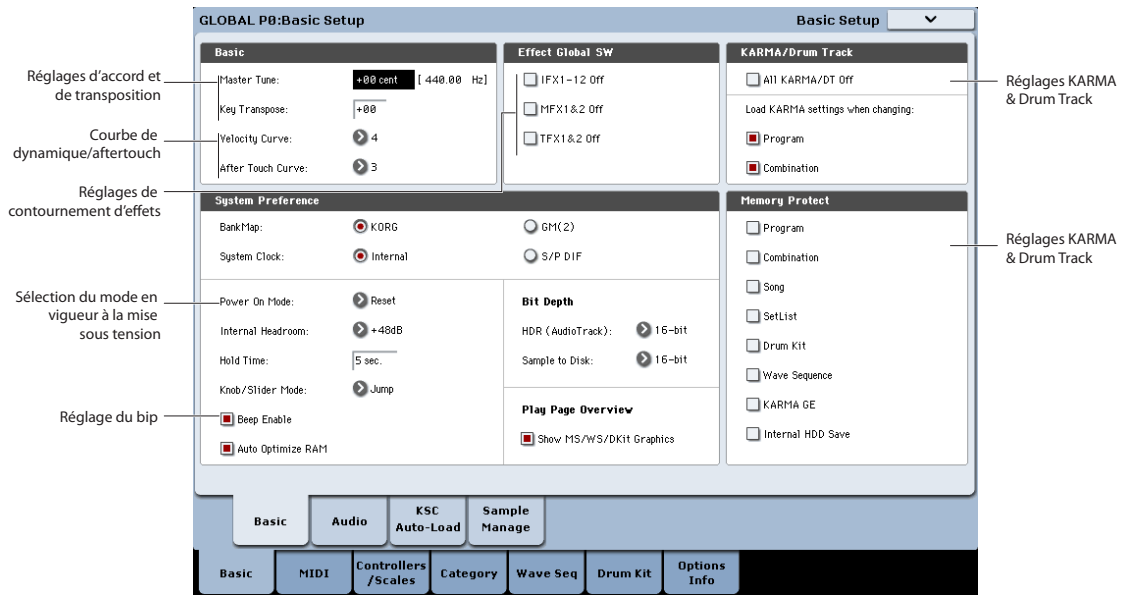 GLOBAL P0:Basic Setup
Basic Setup
Basic
Master Tune: +00 cent [ 440.00 Hz]
Key Transpose: +00
Velocity Curve: 4
After Touch Curve: 3
Effect Global SW
IFX1-12 Off
MFX1&2 Off
TFX1&2 Off
KARMA/Drum Track
All KARMA/DT Off
Load KARMA settings when changing:
Program
Combination
System Preference
Bank Map: KORG GM(2)
System Clock: Internal S/P DIF
Power On Mode: Reset
Internal Headroom: +48dB
Hold Time: 5 sec.
Knob/Slider Mode: Jump
Beep Enable
Auto Optimize RAM
Bit Depth
HDR (AudioTrack): 16-bit
Sample to Disk: 16-bit
Play Page Overview
Show MS/WS/DKit Graphics
Memory Protect
Program
Combination
Song
SetList
Drum Kit
Wave Sequence
KARMA GE
Internal HDD Save
Basic
Audio
KSC
Auto-Load
Sample
Manage
Basic
MIDI
Controllers
/Scales
Category
Wave Seq
Drum Kit
Options
Info
Réglages d'accord et
de transposition
Courbe de
dynamique/aftertouch
Réglages de
contournement d'effets
Sélection du mode en
vigueur à la mise
sous tension
Réglage du bip
Réglages KARMA
& Drum Track
Réglages KARMA
& Drum Track